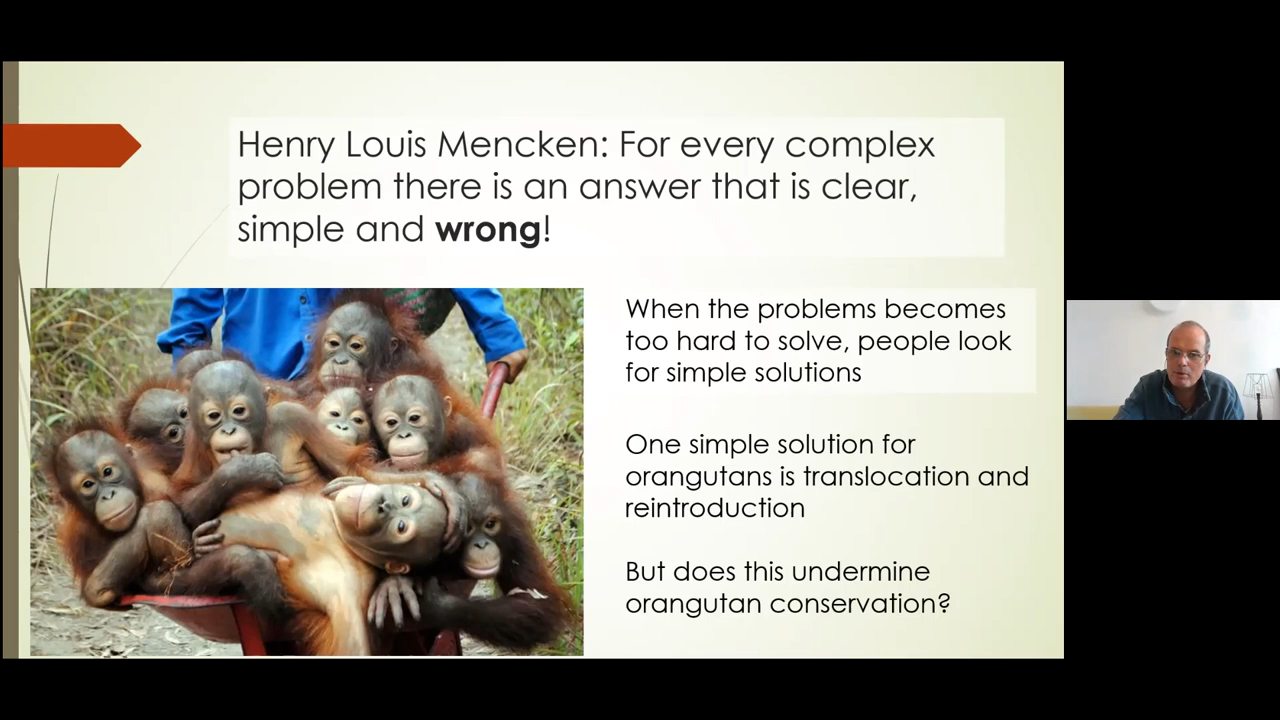 Henry Louis Mencken: For every complex
problem there is an answer that is clear,
simple and wrong!
When the problems becomes
too hard to solve, people look
for simple solutions
One simple solution for
orangutans is translocation and
reintroduction
But does this undermine
orangutan conservation?